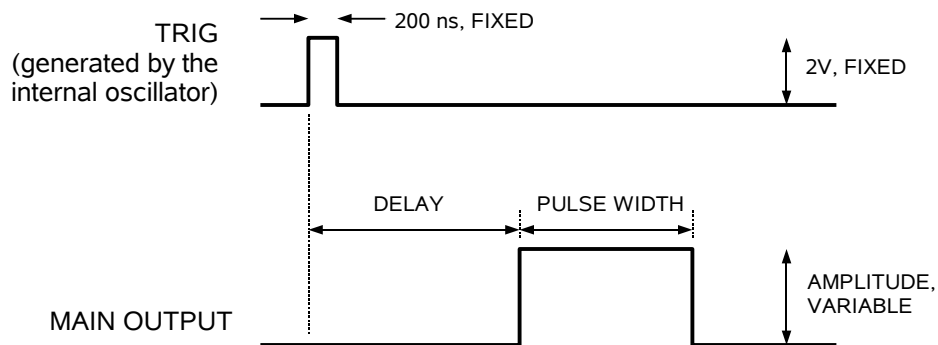 200 ns, FIXED
TRIG
(generated by the
internal oscillator)
2V, FIXED
DELAY
PULSE WIDTH
AMPLITUDE,
VARIABLE
MAIN OUTPUT